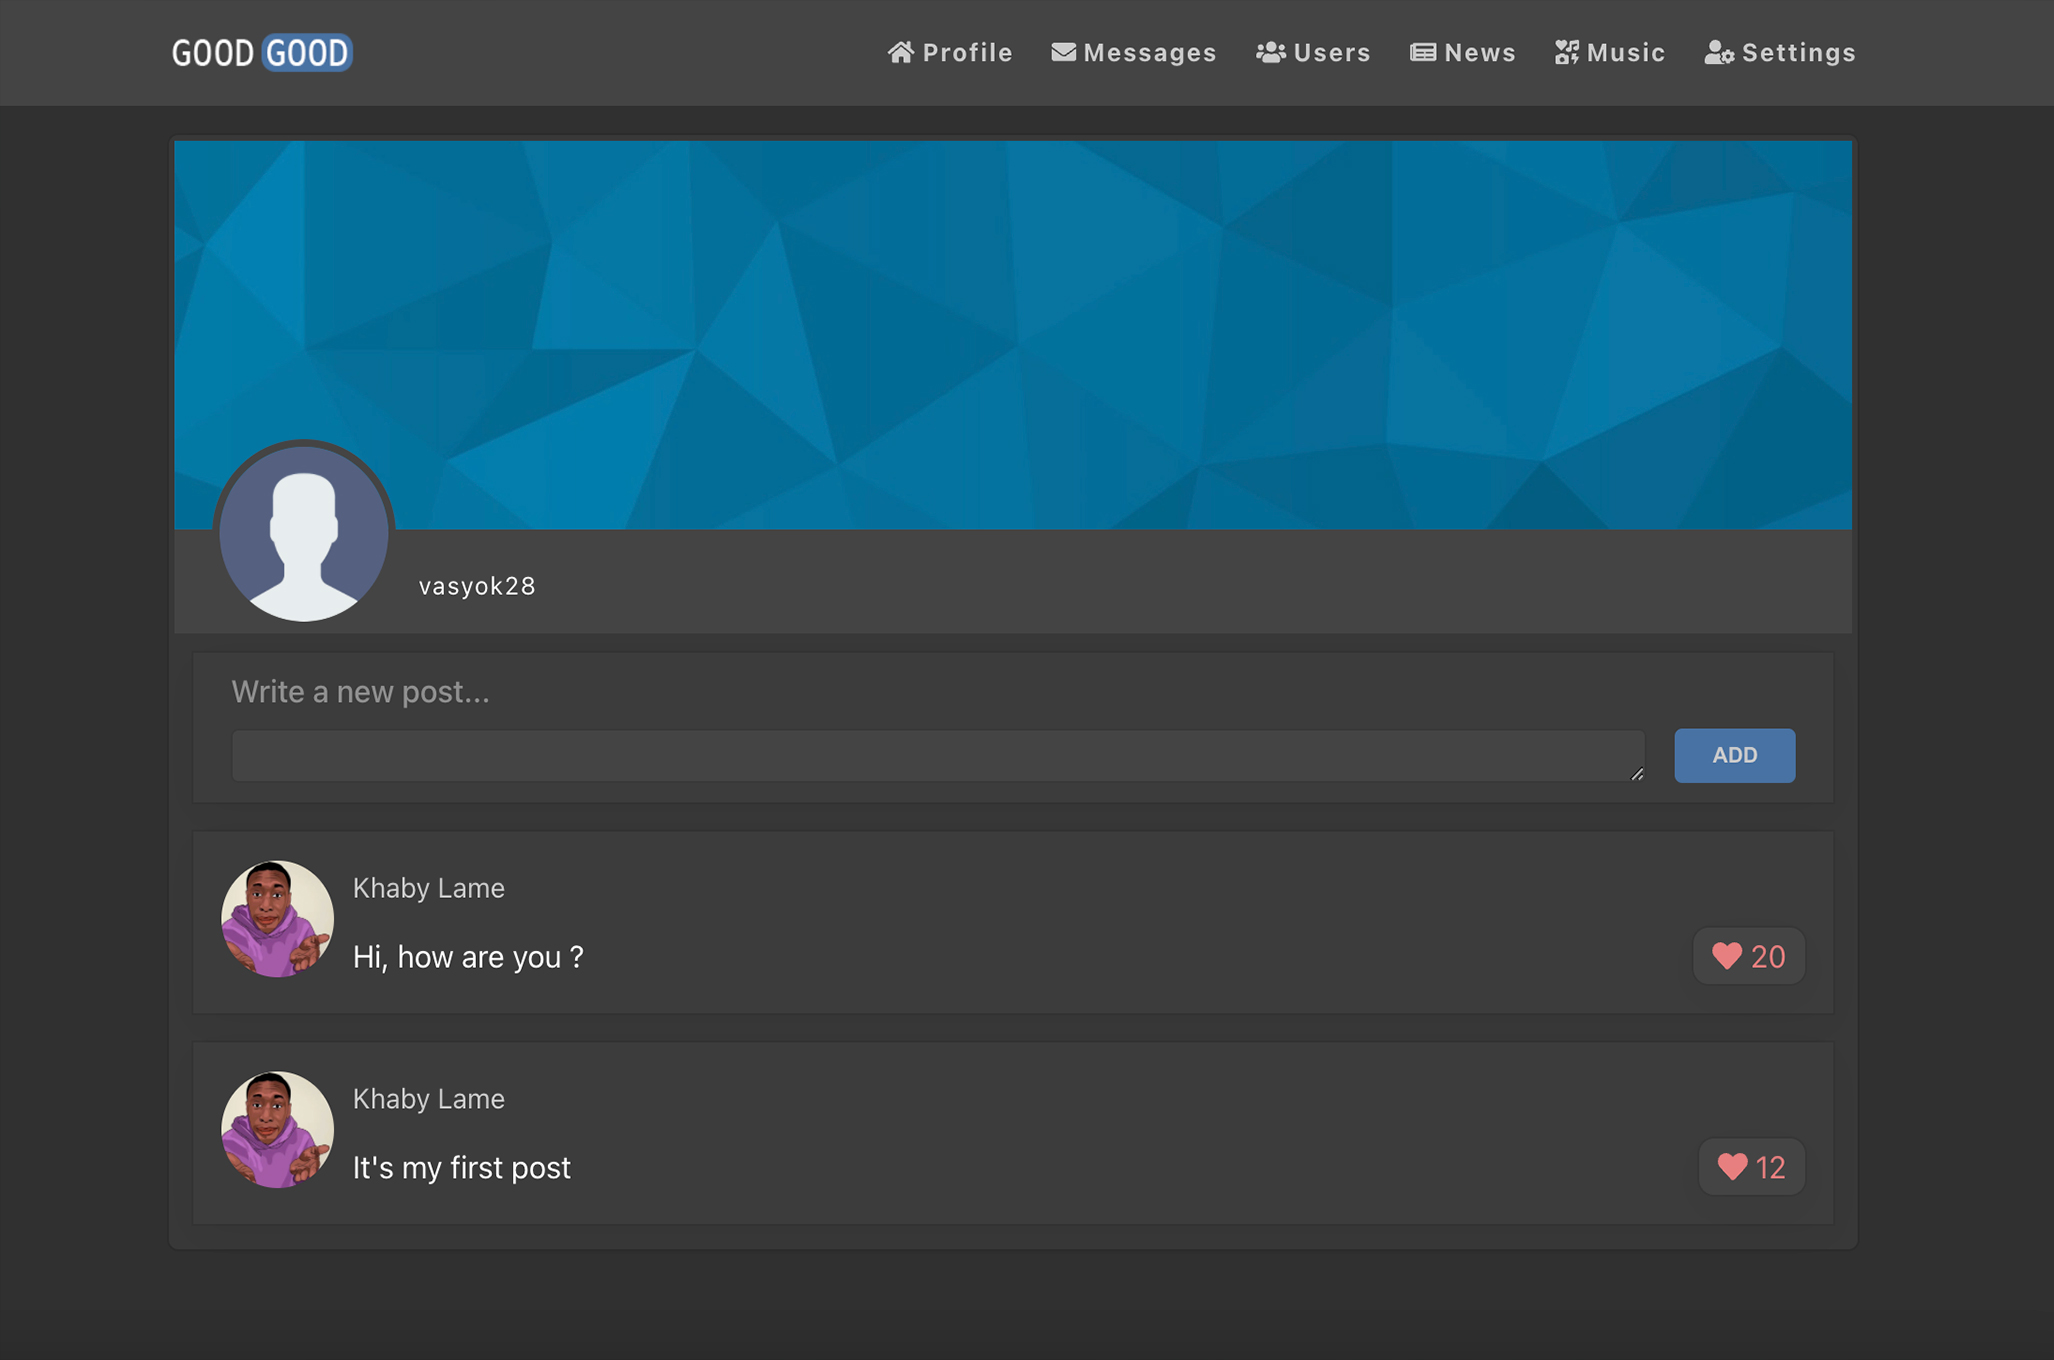 GOOD GOOD Profile Messages Users News Music Settings
vasyok28
Write a new post...
ADD
Khaby Lame
Hi, how are you ?
20
Khaby Lame
It's my first post
12